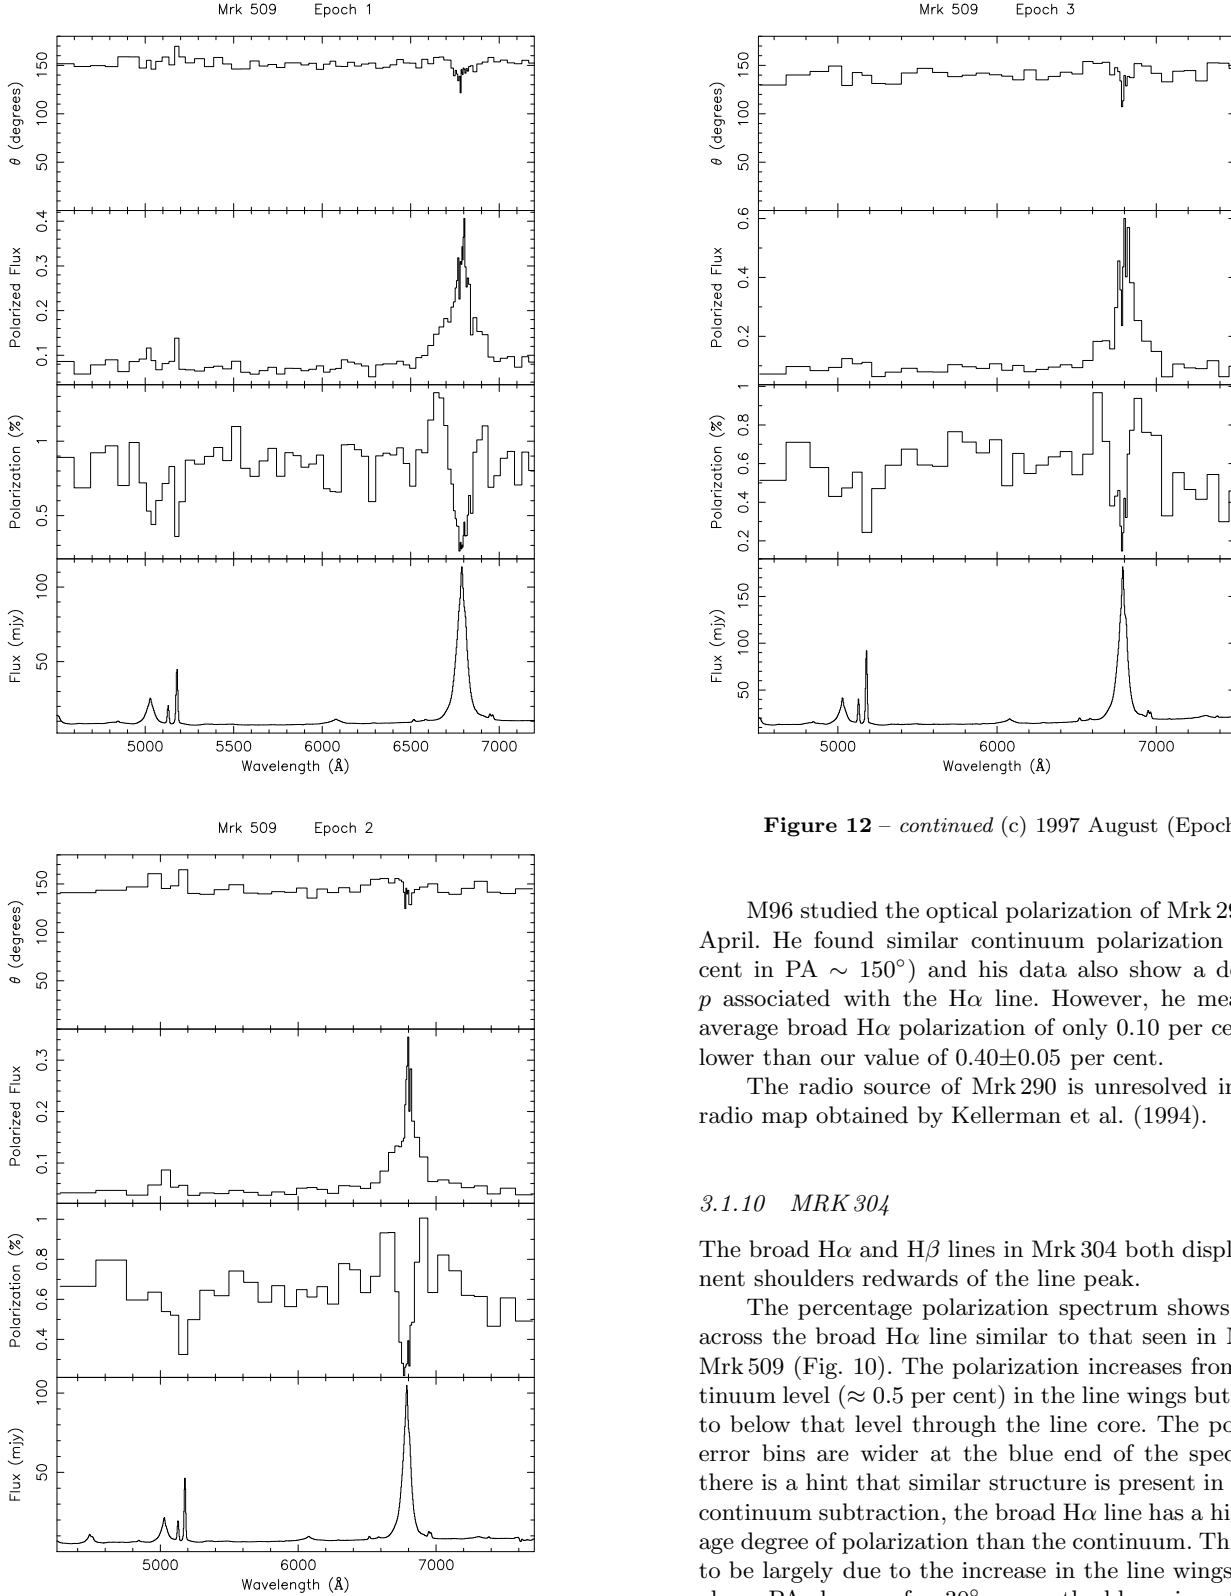 Mrk 509 Epoch 1
θ (degrees)
150
100
50
Polarized Flux
0.4
0.3
0.2
0.1
Polarization (%)
1
0.5
Flux (mjy)
100
50
5000 5500 6000 6500 7000
Wavelength (Å)
Mrk 509 Epoch 2
θ (degrees)
150
100
50
Polarized Flux
0.3
0.2
0.1
Polarization (%)
1
0.8
0.6
0.4
Flux (mjy)
100
50
5000 6000 7000
Wavelength (Å)
Mrk 509 Epoch 3
θ (degrees)
150
100
50
Polarized Flux
0.6
0.4
0.2
Polarization (%)
1
0.8
0.6
0.4
0.2
Flux (mjy)
150
100
50
5000 6000 7000
Wavelength (Å)
Figure 12 – continued (c) 1997 August (Epoch
M96 studied the optical polarization of Mrk 29
April. He found similar continuum polarization
cent in PA ∼ 150°) and his data also show a de
p associated with the Hα line. However, he mea
average broad Hα polarization of only 0.10 per ce
lower than our value of 0.40±0.05 per cent.
The radio source of Mrk 290 is unresolved in
radio map obtained by Kellerman et al. (1994).
3.1.10 MRK 304
The broad Hα and Hβ lines in Mrk 304 both displ
nent shoulders redwards of the line peak.
The percentage polarization spectrum shows
across the broad Hα line similar to that seen in
Mrk 509 (Fig. 10). The polarization increases from
tinuum level (≈ 0.5 per cent) in the line wings but
to below that level through the line core. The po
error bins are wider at the blue end of the spec
there is a hint that similar structure is present in
continuum subtraction, the broad Hα line has a hi
age degree of polarization than the continuum. Th
to be largely due to the increase in the line wings